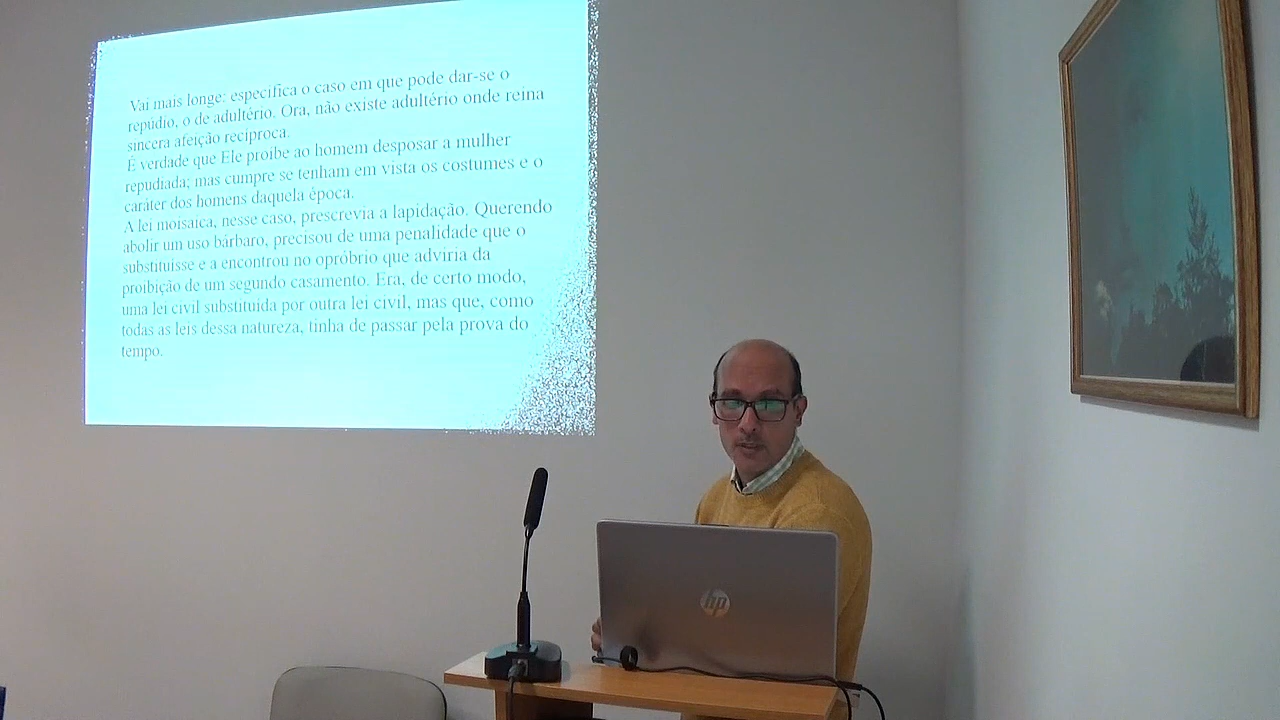 Vai mais longe: especifica o caso em que pode dar-se o
repúdio, o de adultério. Ora, não existe adultério onde reina
sincera afeição recíproca.
É verdade que Ele proíbe ao homem desposar a mulher
repudiada; mas cumpre se tenham em vista os costumes e o
caráter dos homens daquela época.
A lei moisaica, nesse caso, prescrevia a lapidação. Querendo
abolir um uso bárbaro, precisou de uma penalidade que o
substituísse e a encontrou no opróbrio que adviria da
proibição de um segundo casamento. Era, de certo modo,
uma lei civil substituída por outra lei civil, mas que, como
todas as leis dessa natureza, tinha de passar pela prova do
tempo.
hp